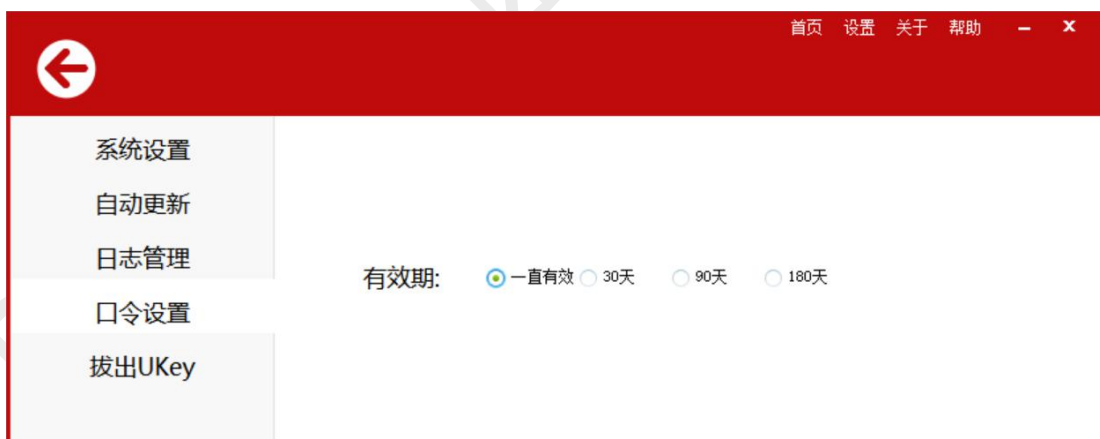 首页 设置 关于 帮助
系统设置
自动更新
日志管理
口令设置
拔出UKey
有效期: 一直有效 30天 90天 180天